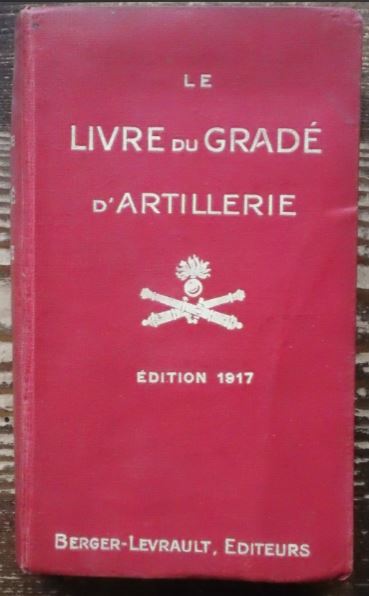 LE
LIVRE DU GRADÉ
D'ARTILLERIE
ÉDITION 1917
BERGER-LEVRAULT, EDITEURS